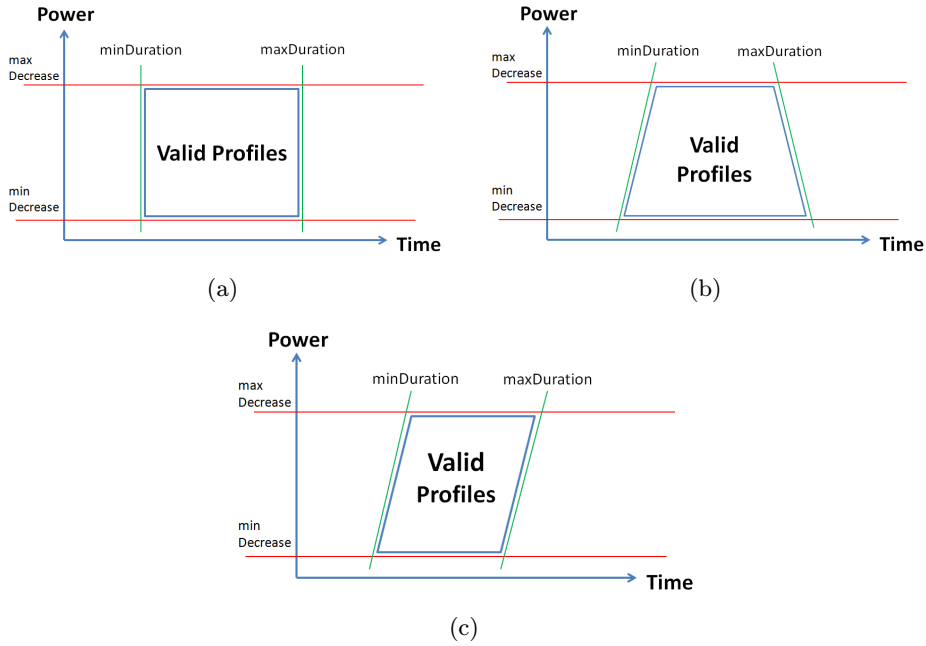 Power
minDuration
maxDuration
max
Decrease
Valid Profiles
min
Decrease
Time
(a)
Power
minDuration
maxDuration
max
Decrease
Valid
Profiles
min
Decrease
Time
(b)
Power
minDuration
maxDuration
max
Decrease
Valid
Profiles
min
Decrease
Time
(c)